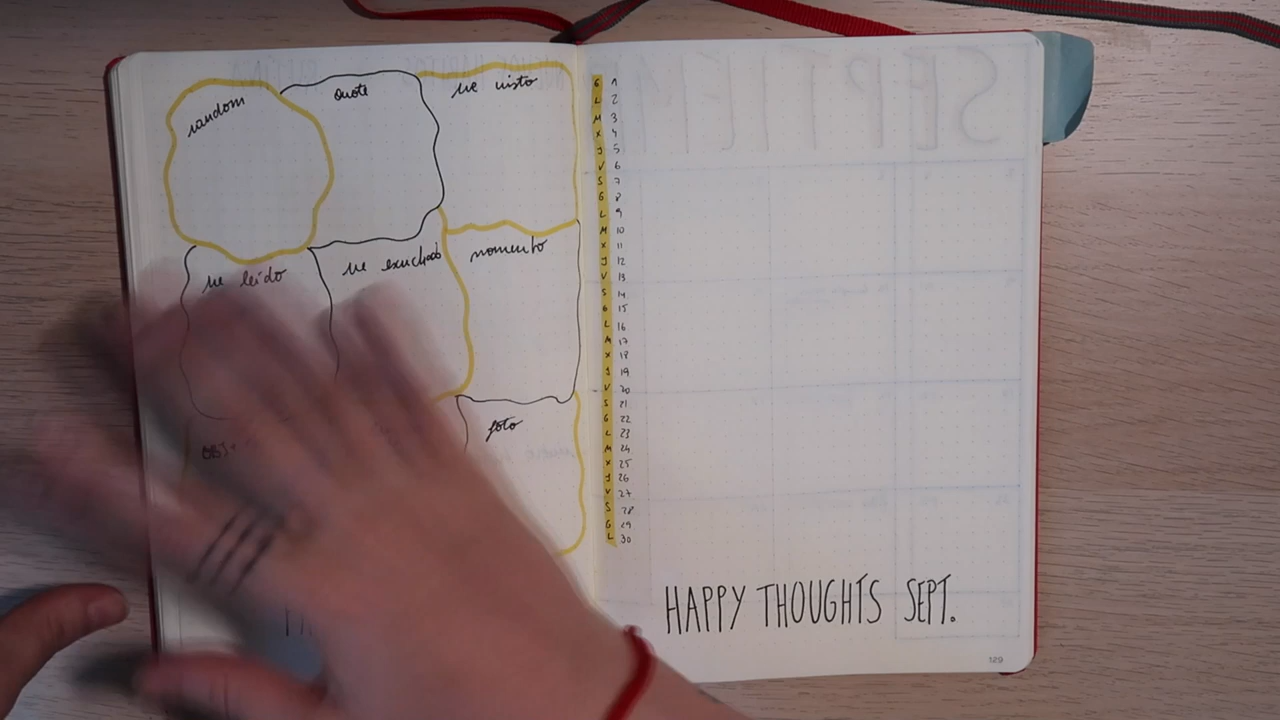 random
quote
he visto
he leído
he escuchado
momento
foto
G 1
L 2
M 3
X 4
J 5
V 6
S 7
G 8
L 9
M 10
X 11
J 12
V 13
S 14
G 15
L 16
M 17
X 18
J 19
V 20
S 21
G 22
L 23
M 24
X 25
J 26
V 27
S 28
G 29
L 30
HAPPY THOUGHTS SEPT.
129